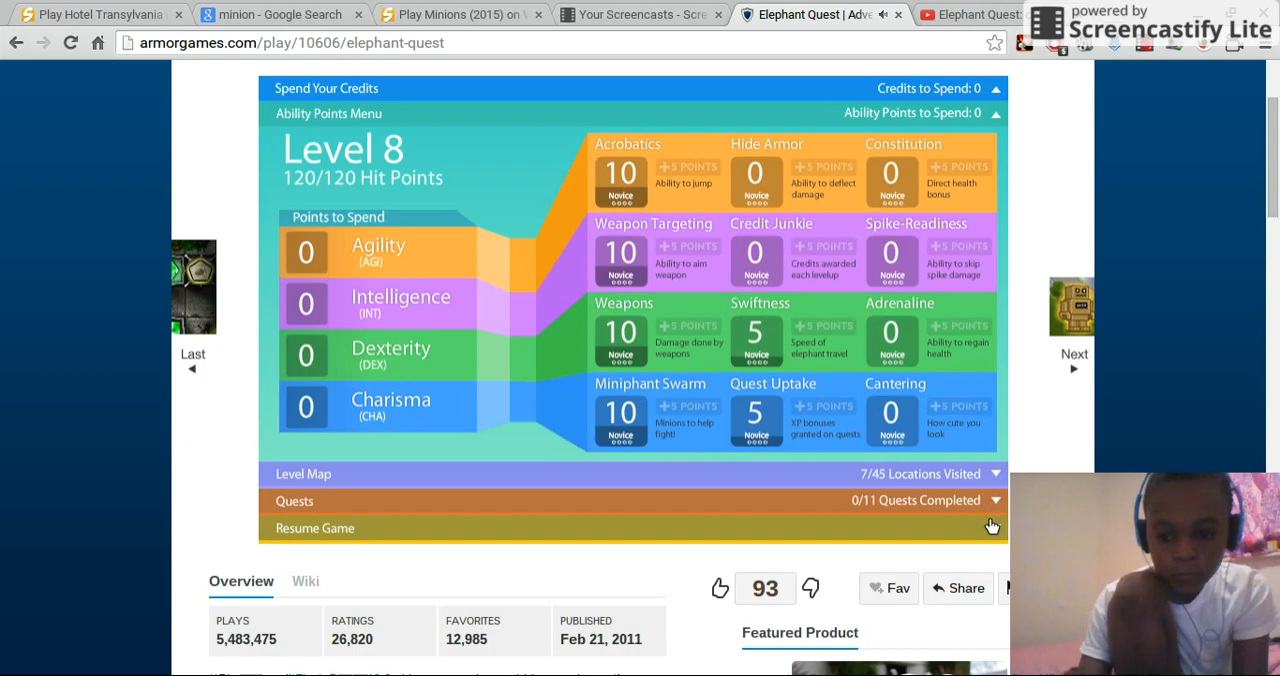 Play Hotel Transylvania
minion - Google Search
Play Minions (2015) on
Your Screencasts - Scre
Elephant Quest | Adve
Elephant Quest:
powered by
Screencastify Lite
armorgames.com/play/10606/elephant-quest
Spend Your Credits
Credits to Spend: 0
Ability Points Menu
Ability Points to Spend: 0
Level 8
120/120 Hit Points
Points to Spend
0 Agility
(AGI)
0 Intelligence
(INT)
0 Dexterity
(DEX)
0 Charisma
(CHA)
Acrobatics
10
Novice
+5 POINTS
Ability to jump
Hide Armor
0
Novice
+5 POINTS
Ability to deflect
damage
Constitution
0
Novice
+5 POINTS
Direct health
bonus
Weapon Targeting
10
Novice
+5 POINTS
Ability to aim
weapon
Credit Junkie
0
Novice
+5 POINTS
Credits awarded
each levelup
Spike-Readiness
0
Novice
+5 POINTS
Ability to skip
spike damage
Weapons
10
Novice
+5 POINTS
Damage done by
weapons
Swiftness
5
Novice
+5 POINTS
Speed of
elephant travel
Adrenaline
0
Novice
+5 POINTS
Ability to regain
health
Miniphant Swarm
10
Novice
+5 POINTS
Minions to help
fight!
Quest Uptake
5
Novice
+5 POINTS
XP bonuses
granted on quests
Cantering
0
Novice
+5 POINTS
How cute you
look
Level Map
7/45 Locations Visited
Quests
0/11 Quests Completed
Resume Game
Last
Next
Overview
Wiki
93
Fav
Share
PLAYS
5,483,475
RATINGS
26,820
FAVORITES
12,985
PUBLISHED
Feb 21, 2011
Featured Product